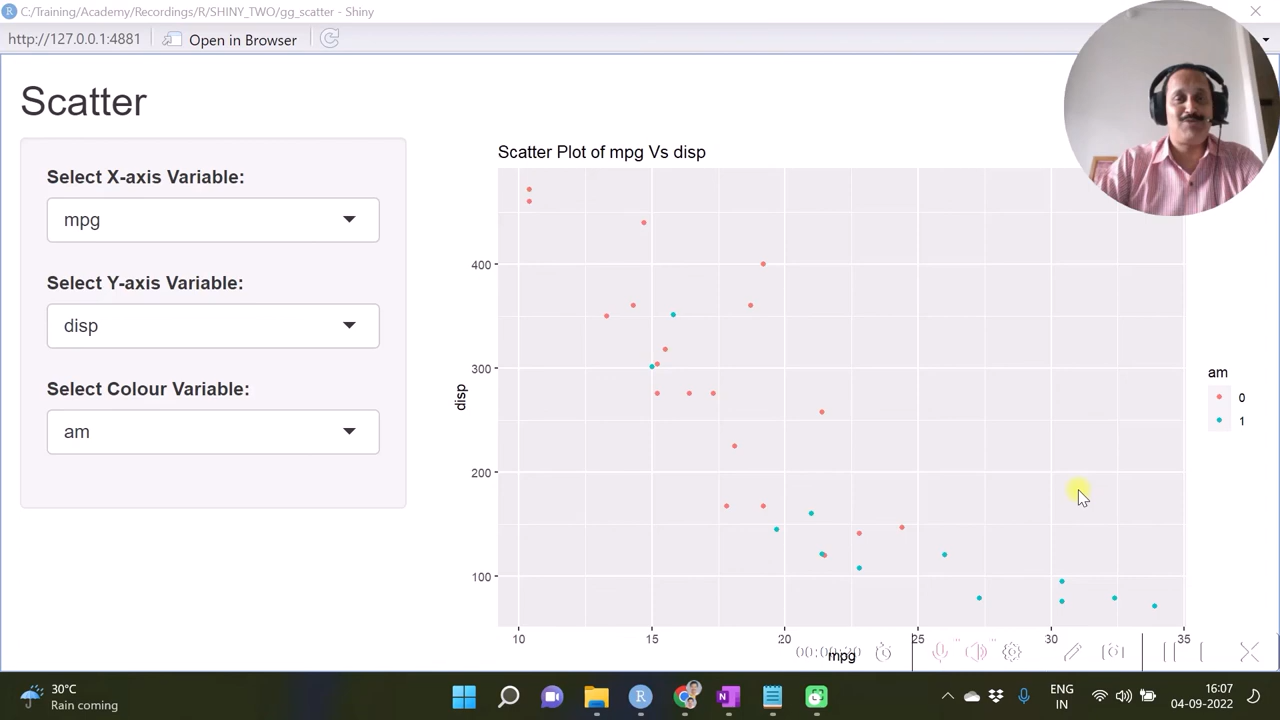 C:/Training/Academy/Recordings/R/SHINY_TWO/gg_scatter - Shiny
http://127.0.0.1:4881
Open in Browser
Scatter
Select X-axis Variable:
mpg
Select Y-axis Variable:
disp
Select Colour Variable:
am
Scatter Plot of mpg Vs disp
400
300
200
100
disp
10 15 20 25 30 35
mpg
am
0
1
30°C
Rain coming
ENG
IN
16:07
04-09-2022